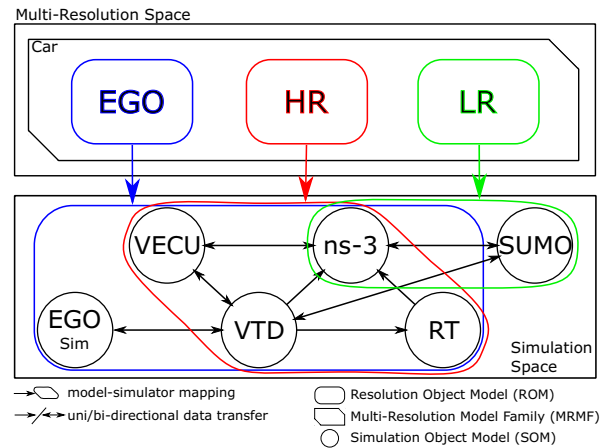 Multi-Resolution Space
Car
EGO
HR
LR
VECU
ns-3
SUMO
EGO
Sim
VTD
RT
Simulation
Space
model-simulator mapping
uni/bi-directional data transfer
Resolution Object Model (ROM)
Multi-Resolution Model Family (MRMF)
Simulation Object Model (SOM)